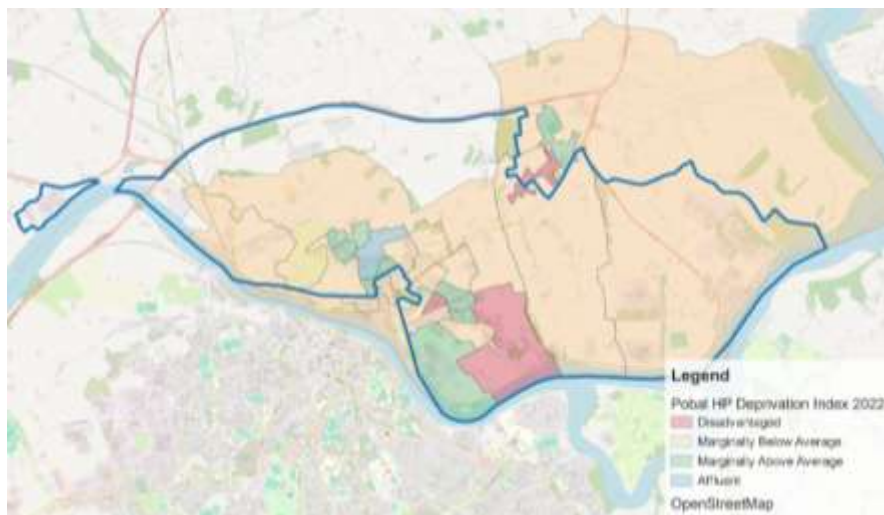 Legend
Pobal HP Deprivation Index 2022
Disadvantaged
Marginally Below Average
Marginally Above Average
Affluent
OpenStreetMap